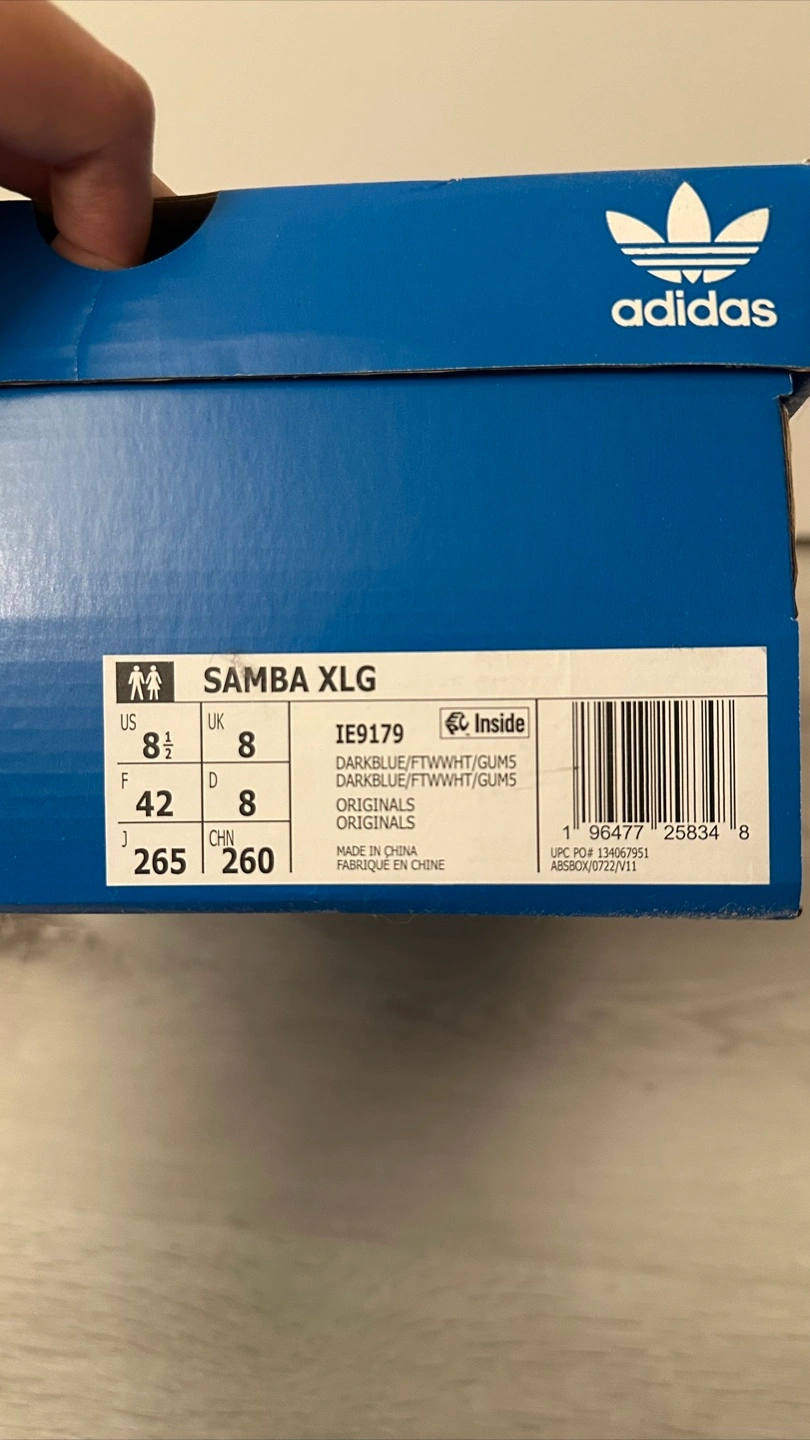 adidas
SAMBA XLG
US 8½
UK 8
F 42
D 8
J 265
CHN 260
IE9179
Inside
DARKBLUE/FTWWHT/GUM5
DARKBLUE/FTWWHT/GUM5
ORIGINALS
ORIGINALS
MADE IN CHINA
FABRIQUÉ EN CHINE
1 96477 25834 8
UPC PO# 134067951
ABSBOX/0722/V11